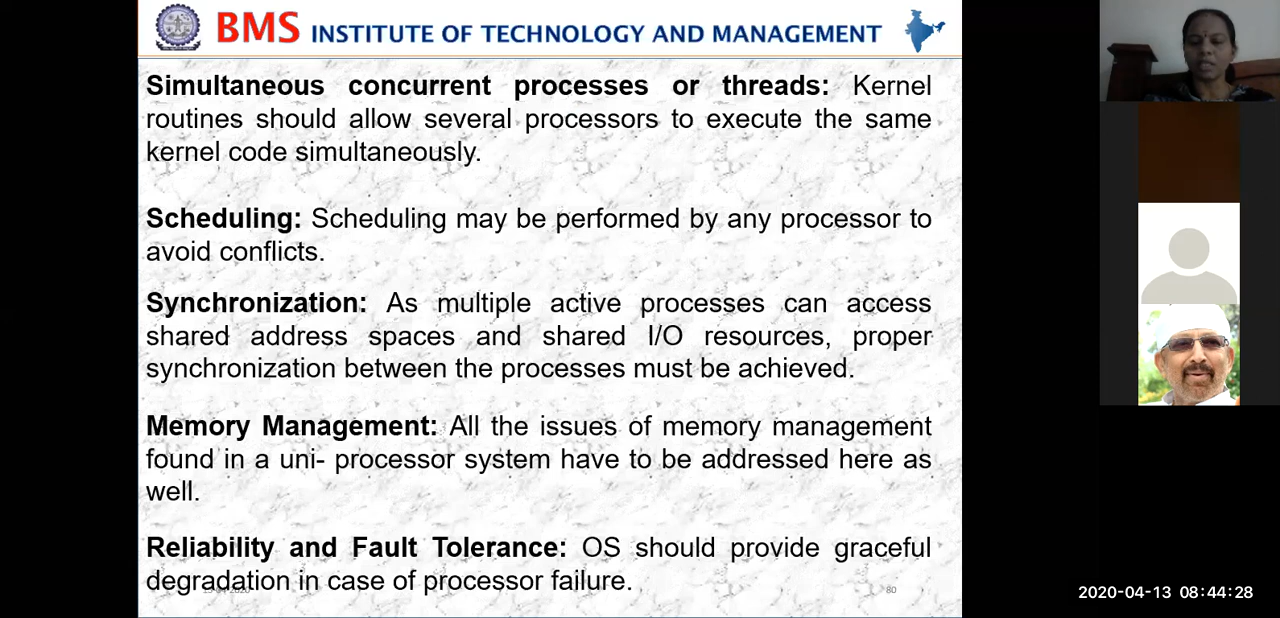 BMS INSTITUTE OF TECHNOLOGY AND MANAGEMENT
Simultaneous concurrent processes or threads: Kernel
routines should allow several processors to execute the same
kernel code simultaneously.
Scheduling: Scheduling may be performed by any processor to
avoid conflicts.
Synchronization: As multiple active processes can access
shared address spaces and shared I/O resources, proper
synchronization between the processes must be achieved.
Memory Management: All the issues of memory management
found in a uni- processor system have to be addressed here as
well.
Reliability and Fault Tolerance: OS should provide graceful
degradation in case of processor failure.
80
2020-04-13 08:44:28